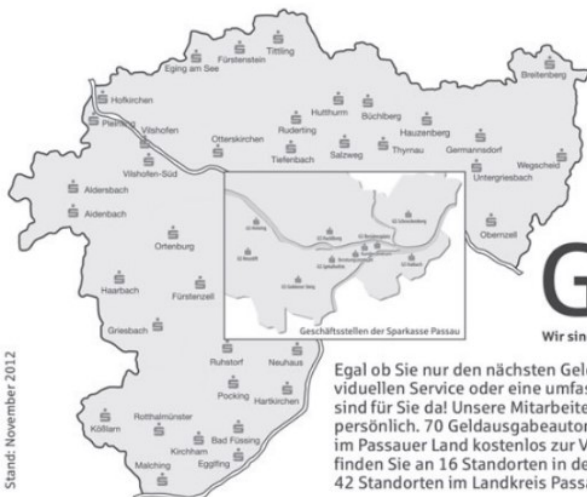 Tittling
Fürstenstein
Eging am See
Breitenberg
Hofkirchen
Pleinting
Vilshofen
Vilshofen-Süd
Otterskirchen
Hutthurm
Büchlberg
Ruderting
Hauzenberg
Tiefenbach
Salzweg
Thyrnau
Germannsdorf
Wegscheid
Untergriesbach
Aldersbach
Aidenbach
Obernzell
Ortenburg
Haarbach
Fürstenzell
Griesbach
Geschäftsstellen der Sparkasse Passau
Ruhstorf
Neuhaus
Pocking
Hartkirchen
Kößlarn
Rotthalmünster
Bad Füssing
Kirchham
Egglfing
Malching
Stand: November 2012
G
Wir sin
Egal ob Sie nur den nächsten Geld
viduellen Service oder eine umfas
sind für Sie da! Unsere Mitarbeite
persönlich. 70 Geldausgabeautom
im Passauer Land kostenlos zur V
finden Sie an 16 Standorten in de
42 Standorten im Landkreis Passa